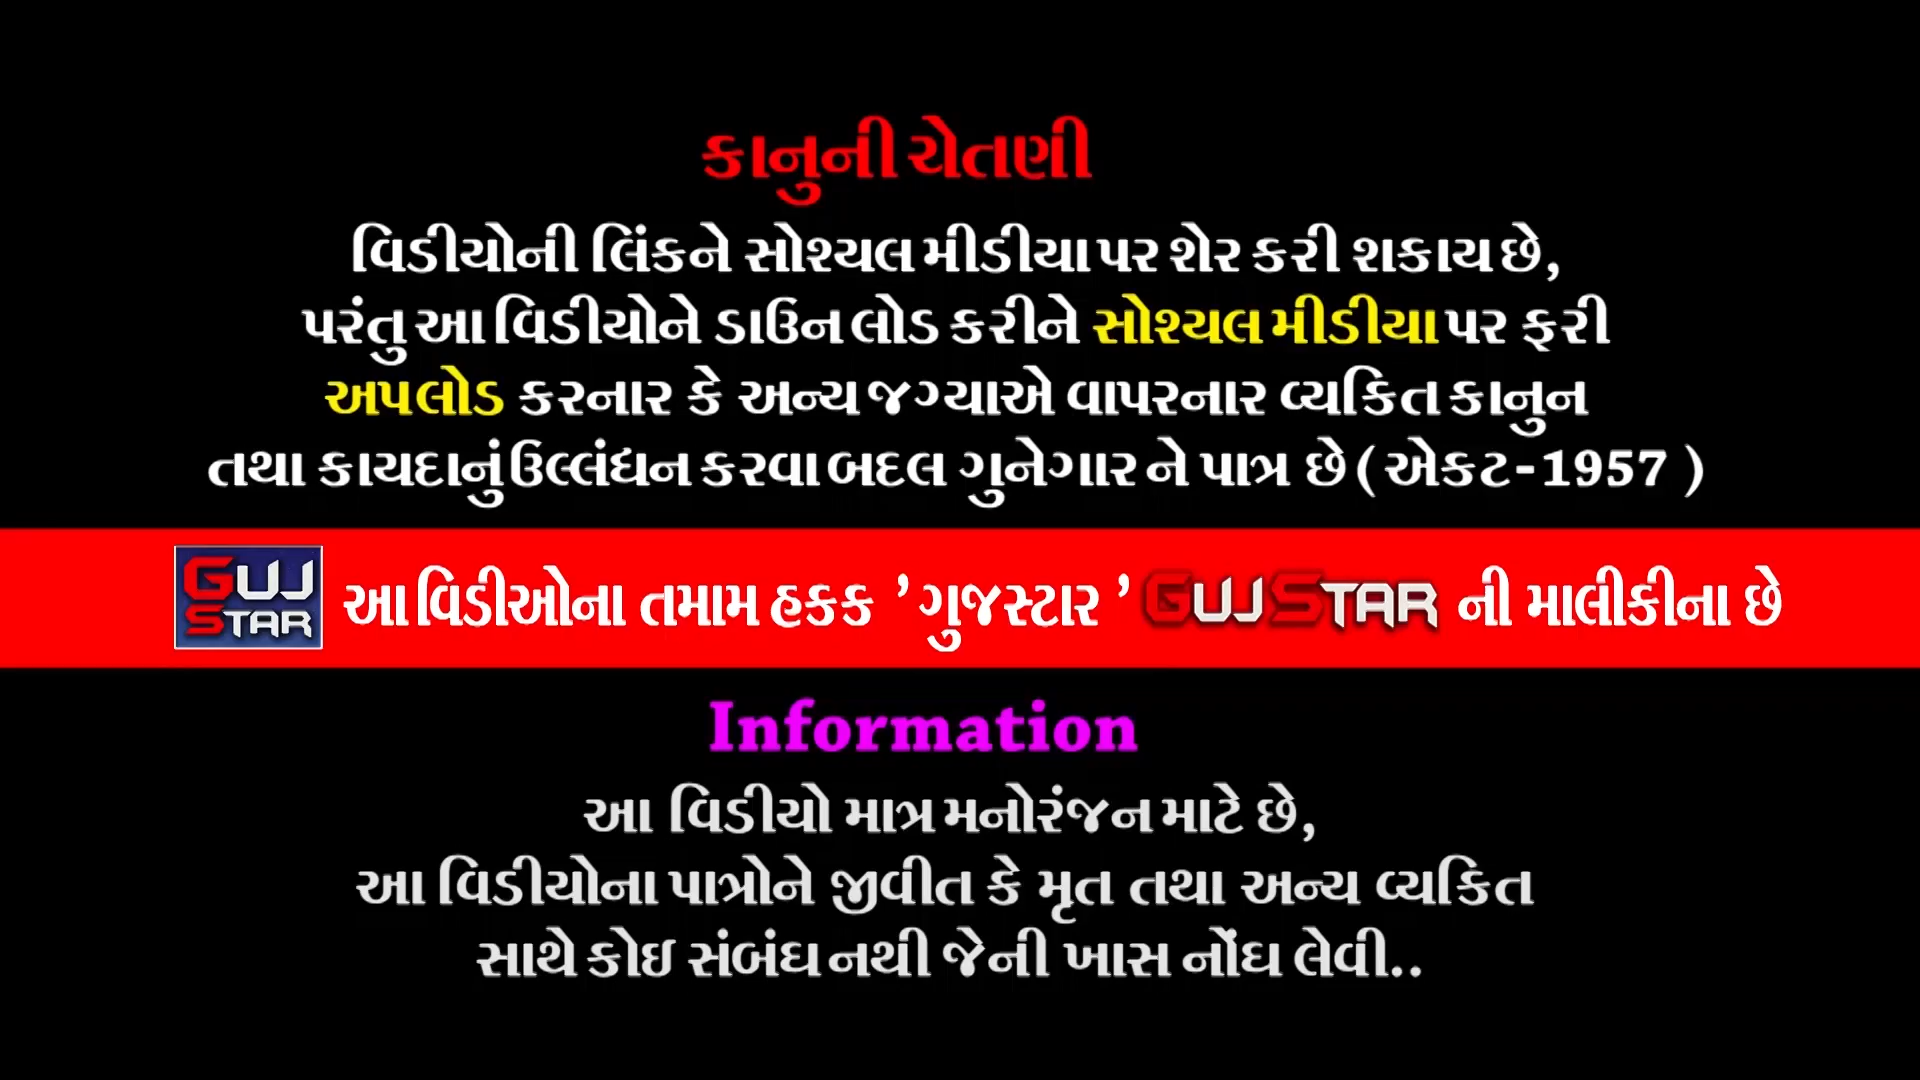 કાનુની ચેતણી
વિડીયોની લિંકને સોશ્યલ મીડીયા પર શેર કરી શકાય છે,
પરંતુ આ વિડીયોને ડાઉન લોડ કરીને સોશ્યલ મીડીયા પર ફરી
અપલોડ કરનાર કે અન્ય જગ્યાએ વાપરનાર વ્યકિત કાનુન
તથા કાયદાનું ઉલ્લંઘન કરવા બદલ ગુનેગાર ને પાત્ર છે ( એકટ-1957 )
GUJ STAR
આ વિડીઓના તમામ હકક ’ ગુજસ્ટાર ’ GUJ STAR ની માલીકીના છે
Information
આ વિડીયો માત્ર મનોરંજન માટે છે,
આ વિડીયોના પાત્રોને જીવીત કે મૃત તથા અન્ય વ્યકિત
સાથે કોઇ સંબંધ નથી જેની ખાસ નોંધ લેવી..